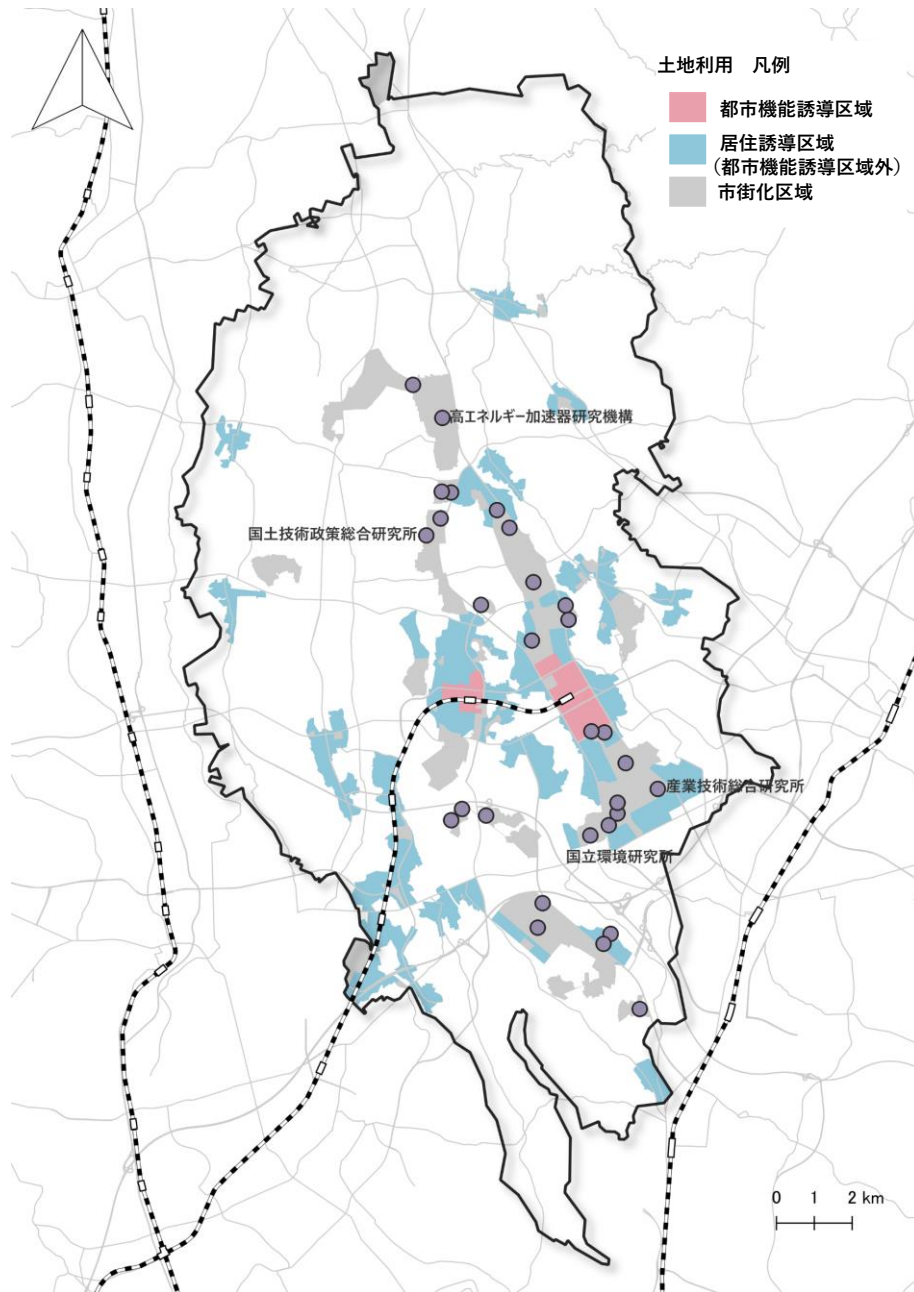 土地利用　凡例
都市機能誘導区域
居住誘導区域
(都市機能誘導区域外)
市街化区域
高エネルギー加速器研究機構
国土技術政策総合研究所
産業技術総合研究所
国立環境研究所
0 1 2 km